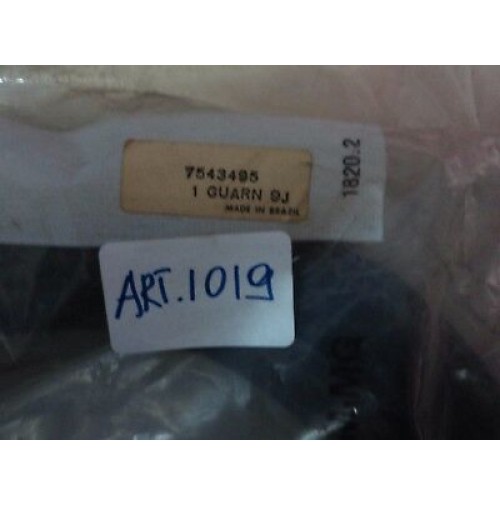 7543495
1 GUARN 9J
MADE IN BRAZIL
1820.2
ART.1019